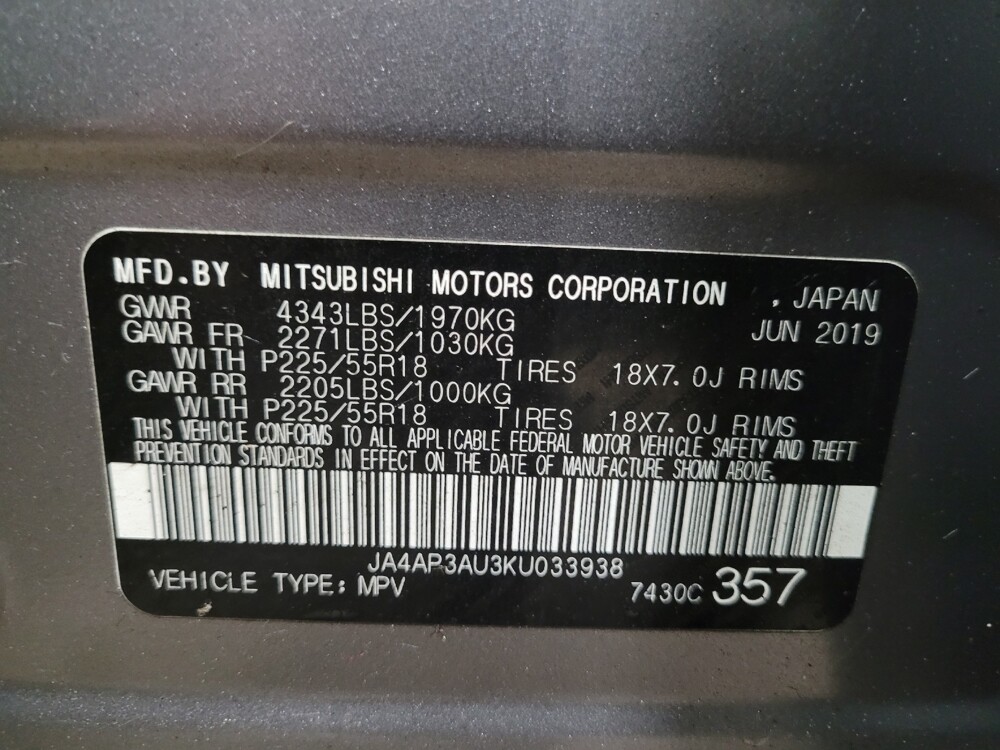 MFD.BY MITSUBISHI MOTORS CORPORATION , JAPAN
GVWR 4343LBS/1970KG JUN 2019
GAWR FR 2271LBS/1030KG
WITH P225/55R18 TIRES 18X7.0J RIMS
GAWR RR 2205LBS/1000KG
WITH P225/55R18 TIRES 18X7.0J RIMS
THIS VEHICLE CONFORMS TO ALL APPLICABLE FEDERAL MOTOR VEHICLE SAFETY AND THEFT
PREVENTION STANDARDS IN EFFECT ON THE DATE OF MANUFACTURE SHOWN ABOVE.
JA4AP3AU3KU033938
VEHICLE TYPE: MPV 7430C 357